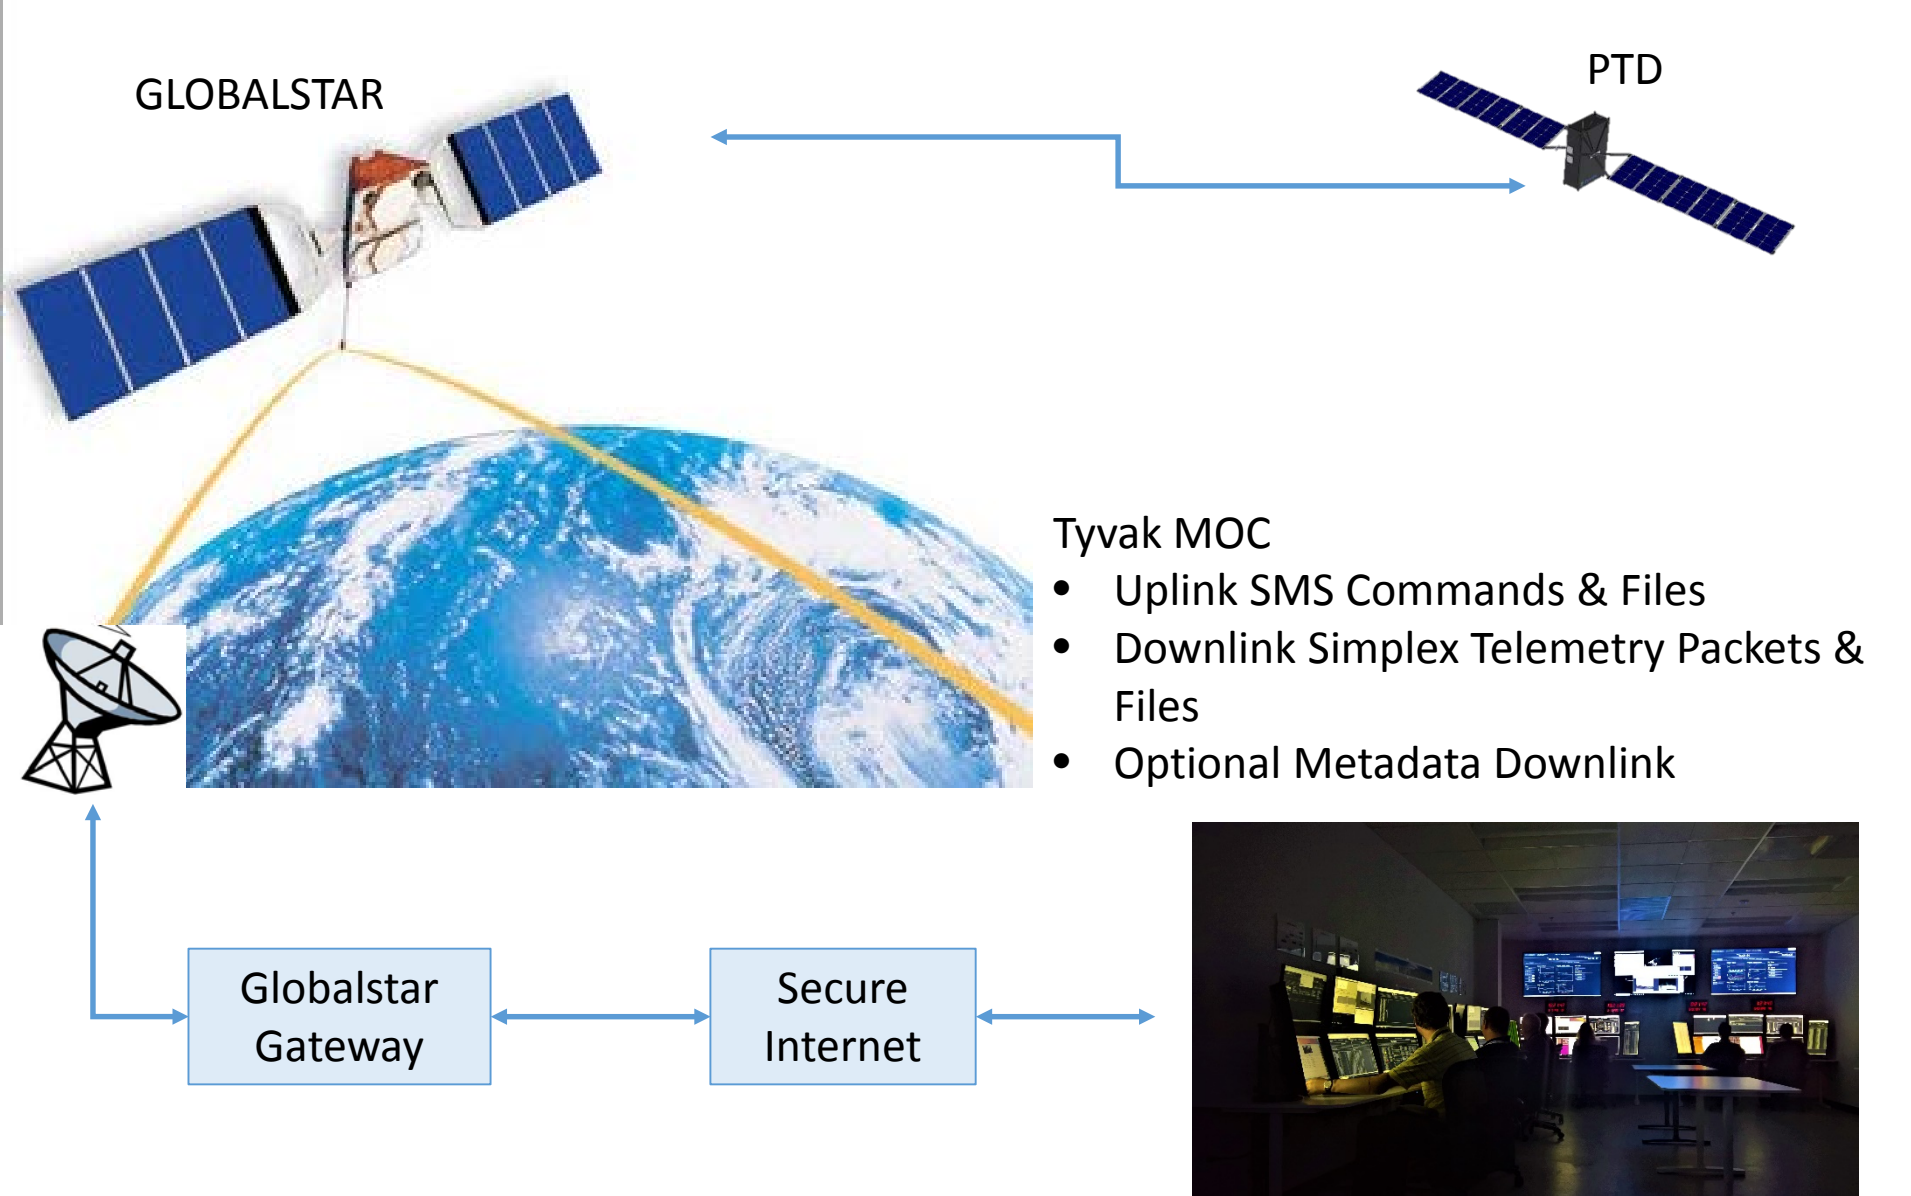 GLOBALSTAR
PTD
Tyvak MOC
• Uplink SMS Commands & Files
• Downlink Simplex Telemetry Packets &
Files
• Optional Metadata Downlink
Globalstar
Gateway
Secure
Internet